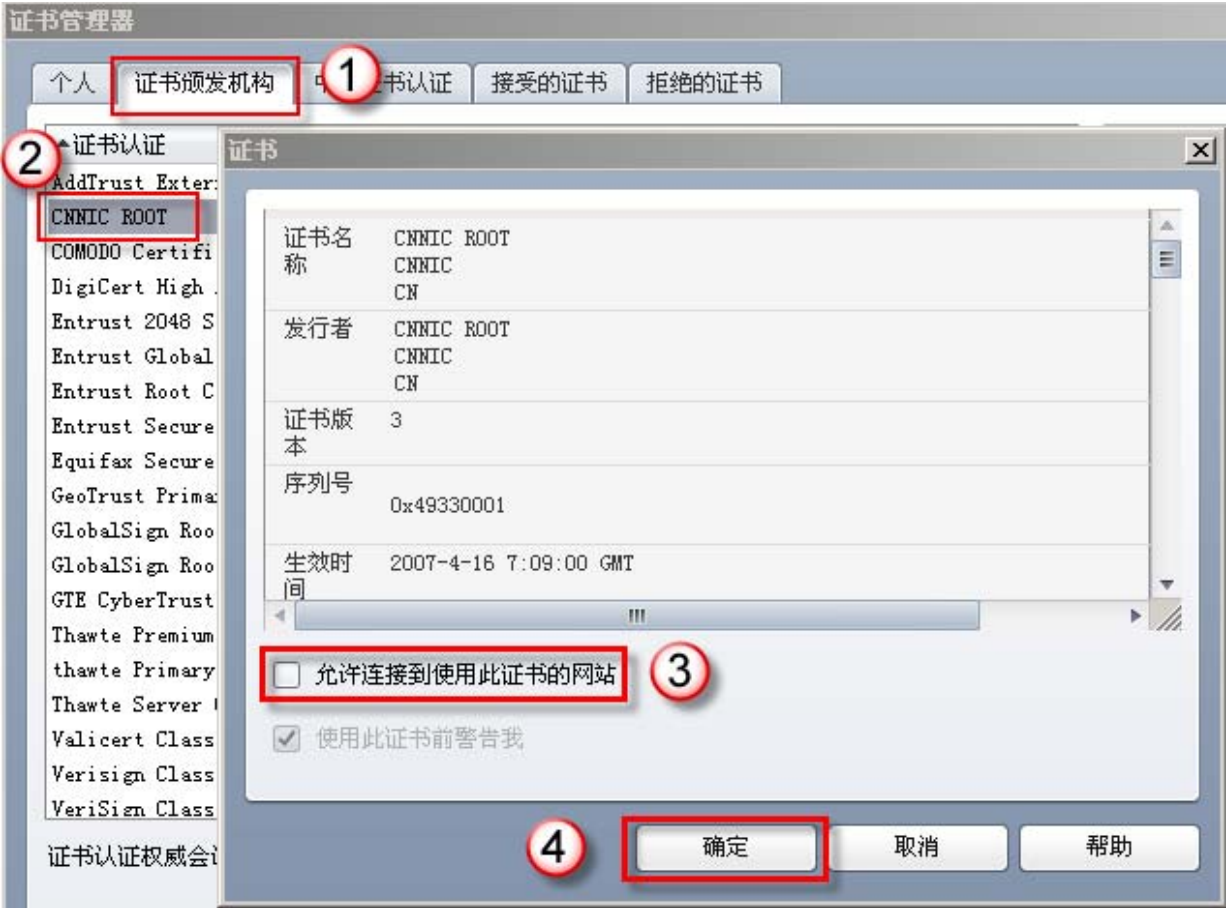 证书管理器
个人
证书颁发机构
1
书认证
接受的证书
拒绝的证书
2
证书认证
证书
AddTrust Exter
CNNIC ROOT
COMODO Certifi
DigiCert High
Entrust 2048 S
Entrust Global
Entrust Root C
Entrust Secure
Equifax Secure
GeoTrust Prima
GlobalSign Roo
GlobalSign Roo
GTE CyberTrust
Thawte Premium
thawte Primary
Thawte Server
Valicert Class
Verisign Class
VeriSign Class
证书认证权威会
证书名
称
CNNIC ROOT
CNNIC
CN
发行者
CNNIC ROOT
CNNIC
CN
证书版
本
3
序列号
0x49330001
生效时
间
2007-4-16 7:09:00 GMT
允许连接到使用此证书的网站
3
使用此证书前警告我
4
确定
取消
帮助